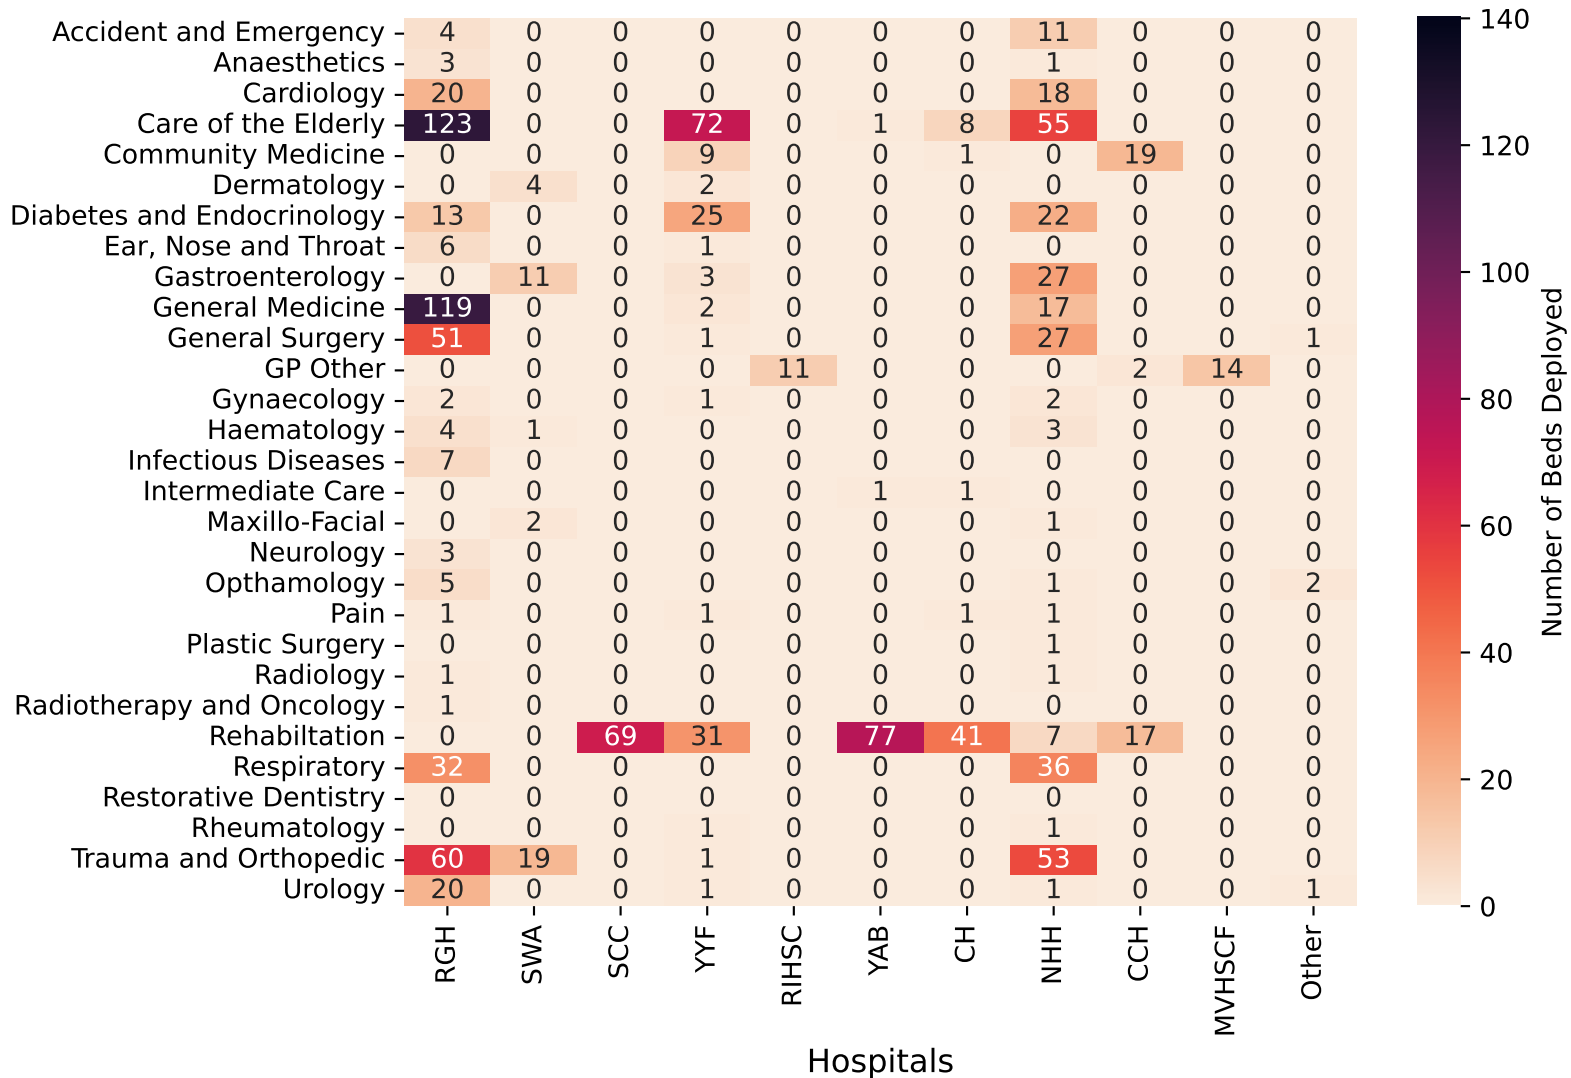 Accident and Emergency 4 0 0 0 0 0 0 11 0 0 0
Anaesthetics 3 0 0 0 0 0 0 1 0 0 0
Cardiology 20 0 0 0 0 0 0 18 0 0 0
Care of the Elderly 123 0 0 72 0 1 8 55 0 0 0
Community Medicine 0 0 0 9 0 0 1 0 19 0 0
Dermatology 0 4 0 2 0 0 0 0 0 0 0
Diabetes and Endocrinology 13 0 0 25 0 0 0 22 0 0 0
Ear, Nose and Throat 6 0 0 1 0 0 0 0 0 0 0
Gastroenterology 0 11 0 3 0 0 0 27 0 0 0
General Medicine 119 0 0 2 0 0 0 17 0 0 0
General Surgery 51 0 0 1 0 0 0 27 0 0 1
GP Other 0 0 0 0 11 0 0 0 2 14 0
Gynaecology 2 0 0 1 0 0 0 2 0 0 0
Haematology 4 1 0 0 0 0 0 3 0 0 0
Infectious Diseases 7 0 0 0 0 0 0 0 0 0 0
Intermediate Care 0 0 0 0 0 1 1 0 0 0 0
Maxillo-Facial 0 2 0 0 0 0 0 1 0 0 0
Neurology 3 0 0 0 0 0 0 0 0 0 0
Opthamology 5 0 0 0 0 0 0 1 0 0 2
Pain 1 0 0 1 0 0 1 1 0 0 0
Plastic Surgery 0 0 0 0 0 0 0 1 0 0 0
Radiology 1 0 0 0 0 0 0 1 0 0 0
Radiotherapy and Oncology 1 0 0 0 0 0 0 0 0 0 0
Rehabiltation 0 0 69 31 0 77 41 7 17 0 0
Respiratory 32 0 0 0 0 0 0 36 0 0 0
Restorative Dentistry 0 0 0 0 0 0 0 0 0 0 0
Rheumatology 0 0 0 1 0 0 0 1 0 0 0
Trauma and Orthopedic 60 19 0 1 0 0 0 53 0 0 0
Urology 20 0 0 1 0 0 0 1 0 0 1
RGH SWA SCC YYF RIHSC YAB CH NHH CCH MVHSCF Other
Hospitals
140
120
100
80
60
40
20
0
Number of Beds Deployed